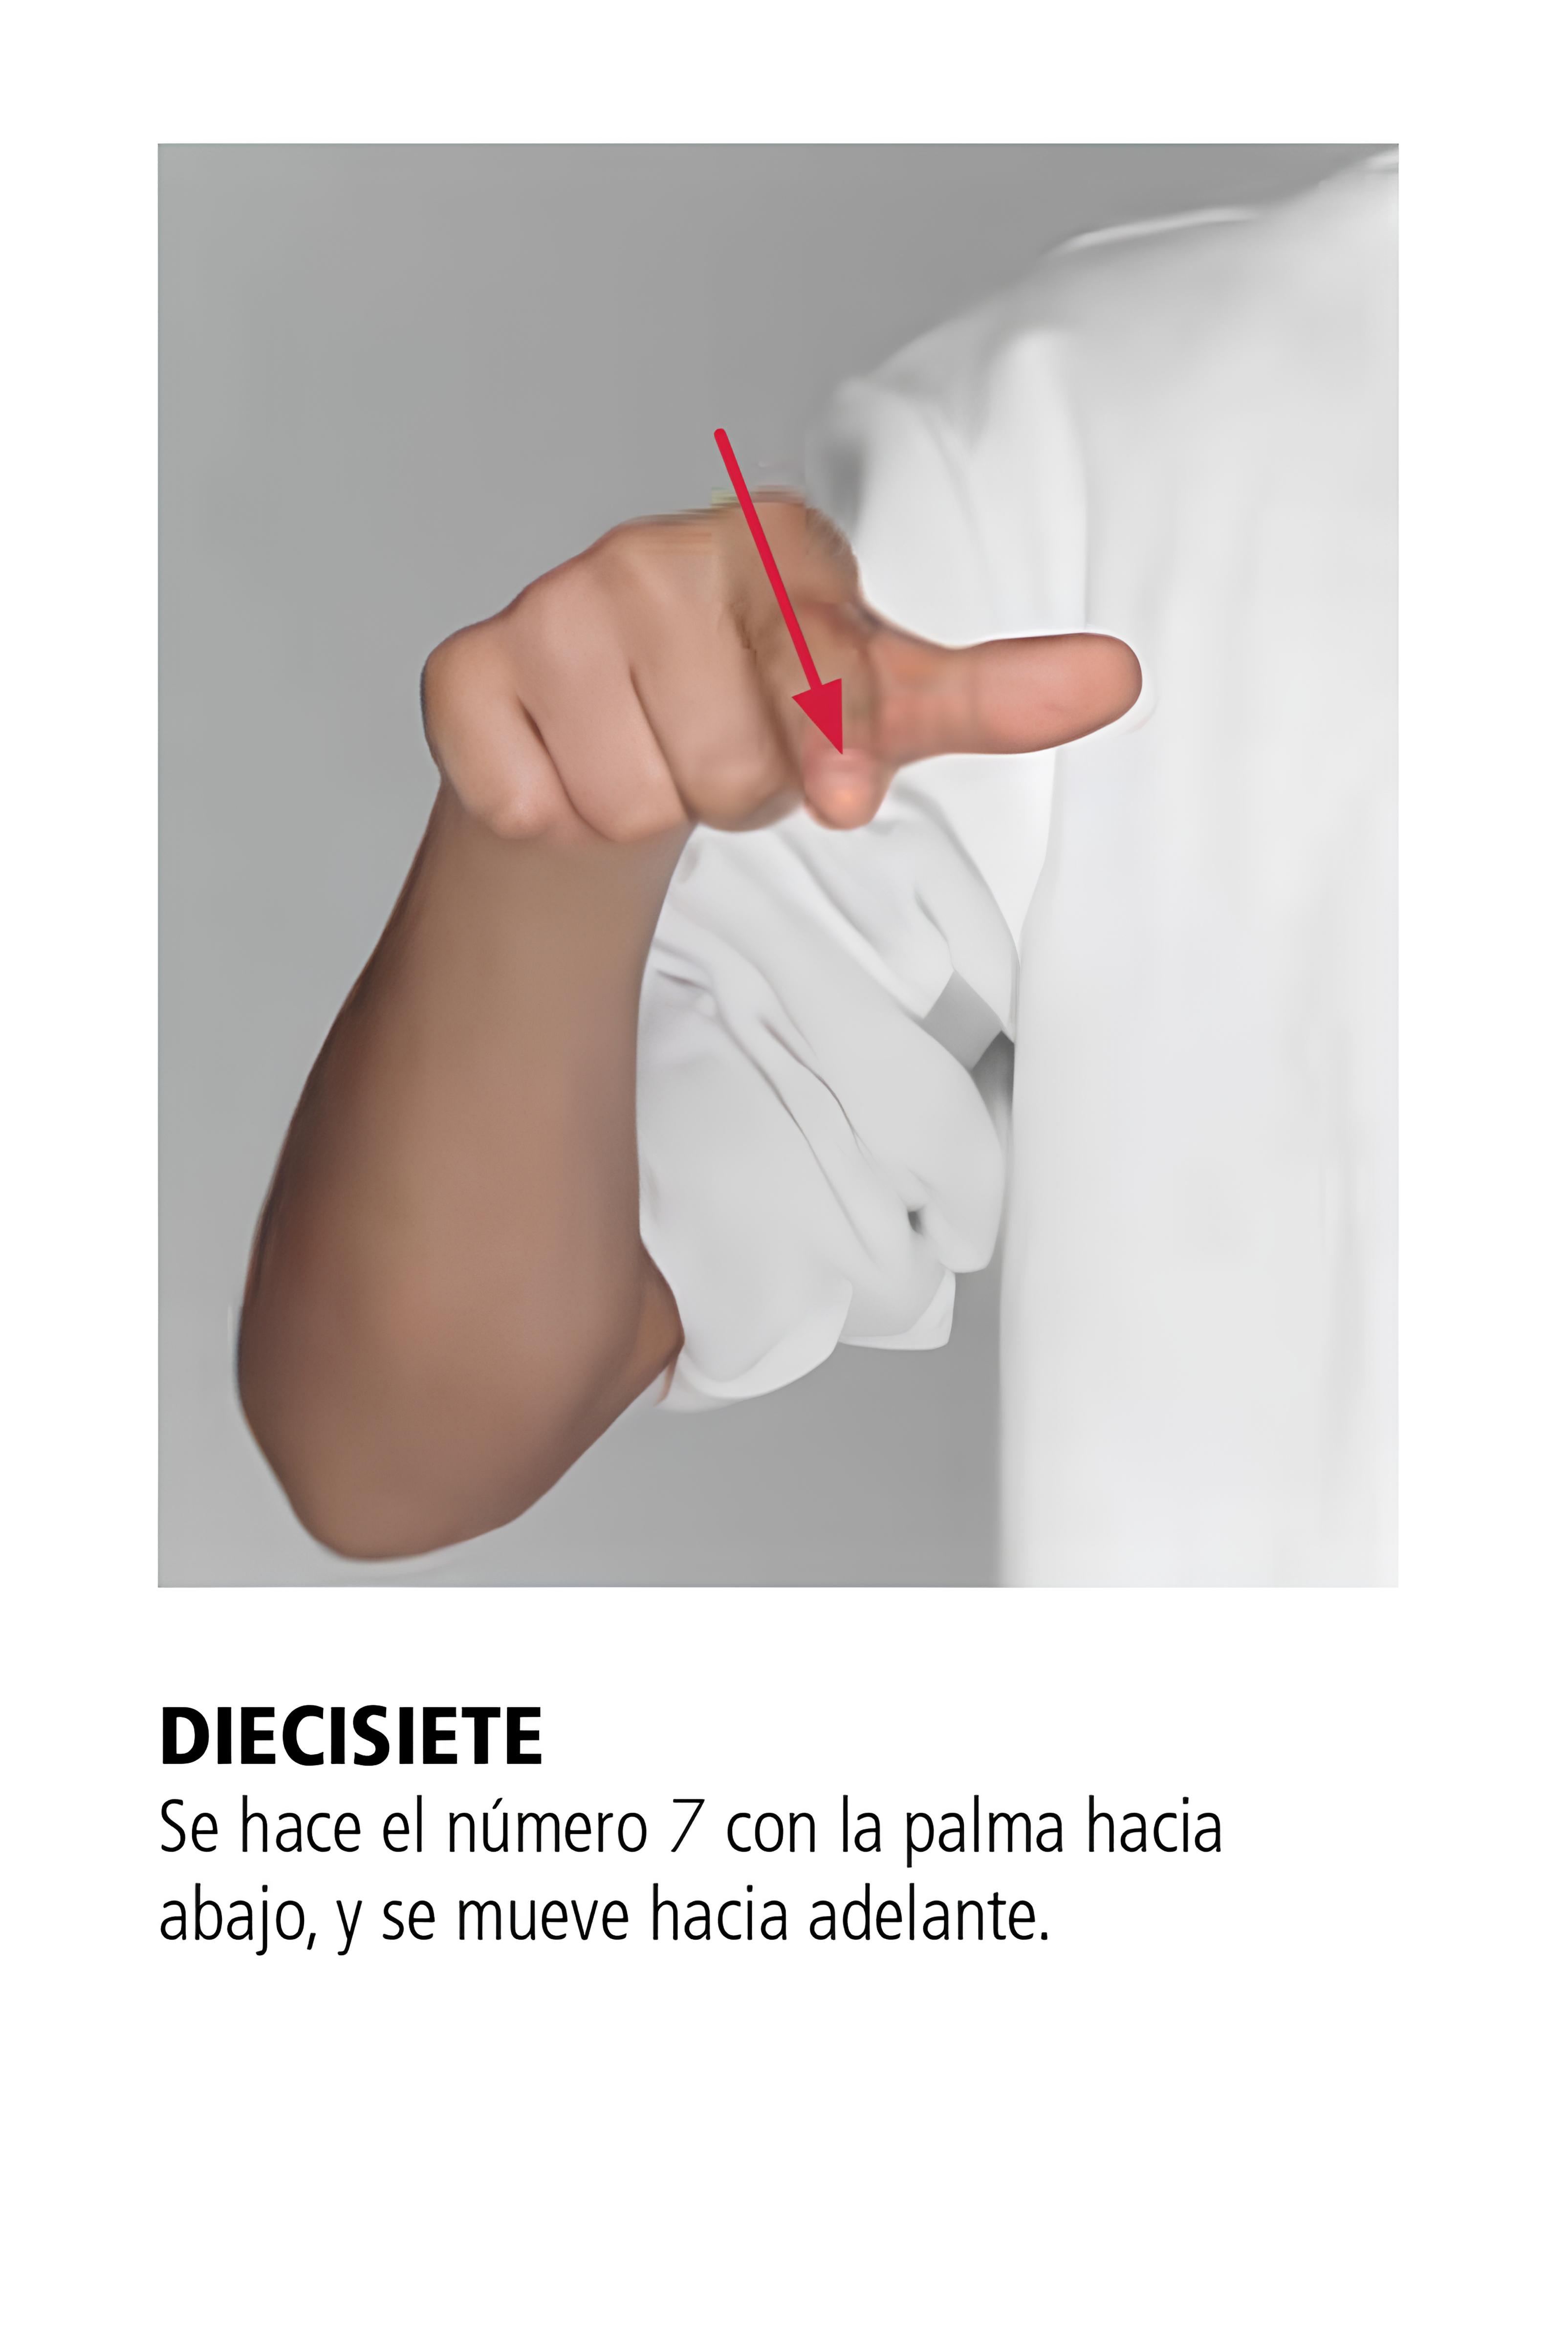 DIECISIETE
Se hace el número 7 con la palma hacia
abajo, y se mueve hacia adelante.